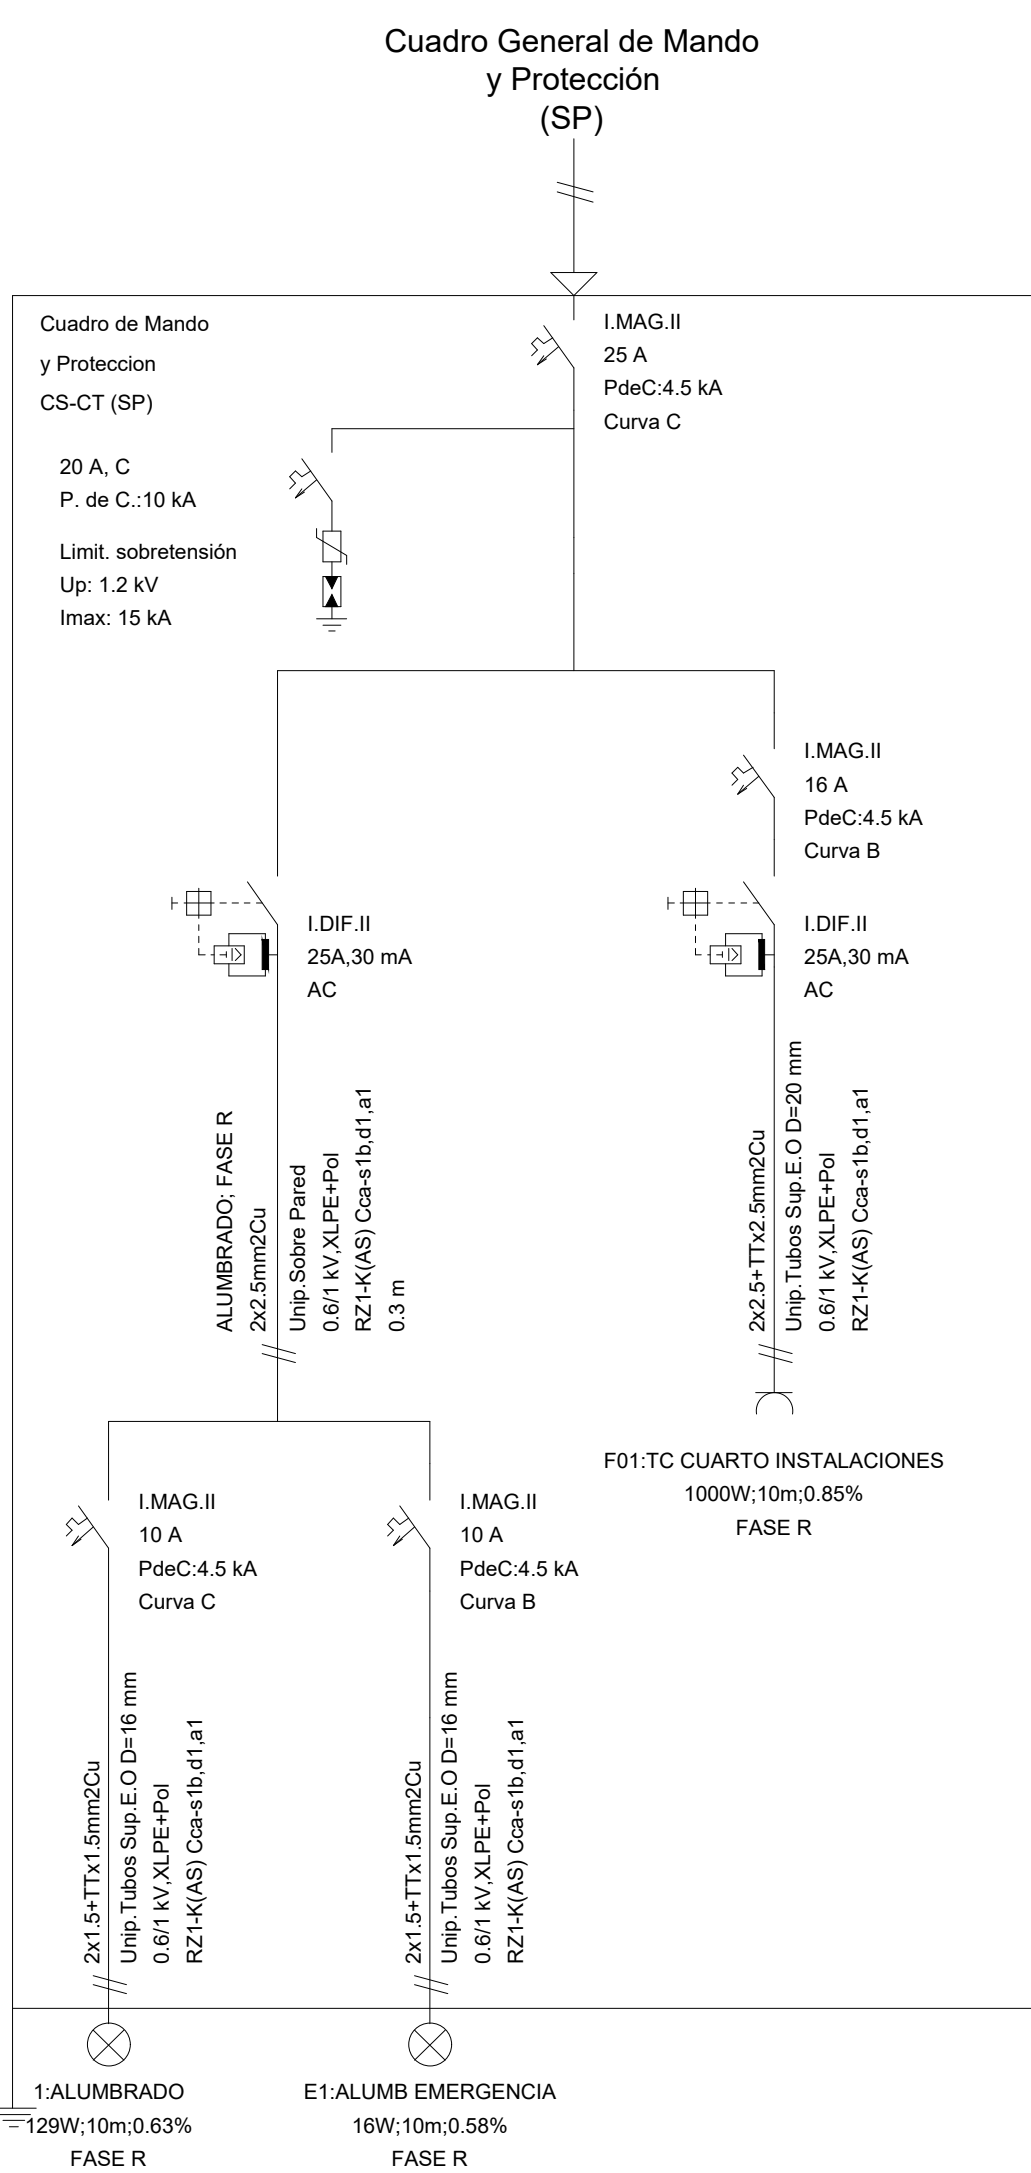 Cuadro General de Mando
y Protección
(SP)
Cuadro de Mando
y Proteccion
CS-CT (SP)
I.MAG.II
25 A
PdeC:4.5 kA
Curva C
20 A, C
P. de C.:10 kA
Limit. sobretensión
Up: 1.2 kV
Imax: 15 kA
I.MAG.II
16 A
PdeC:4.5 kA
Curva B
I.DIF.II
25A,30 mA
AC
I.DIF.II
25A,30 mA
AC
ALUMBRADO; FASE R
2x2.5mm2Cu
Unip.Sobre Pared
0.6/1 kV,XLPE+Pol
RZ1-K(AS) Cca-s1b,d1,a1
0.3 m
2x2.5+TTx2.5mm2Cu
Unip.Tubos Sup.E.O D=20 mm
0.6/1 kV,XLPE+Pol
RZ1-K(AS) Cca-s1b,d1,a1
F01:TC CUARTO INSTALACIONES
1000W;10m;0.85%
FASE R
I.MAG.II
10 A
PdeC:4.5 kA
Curva C
I.MAG.II
10 A
PdeC:4.5 kA
Curva B
2x1.5+TTx1.5mm2Cu
Unip.Tubos Sup.E.O D=16 mm
0.6/1 kV,XLPE+Pol
RZ1-K(AS) Cca-s1b,d1,a1
2x1.5+TTx1.5mm2Cu
Unip.Tubos Sup.E.O D=16 mm
0.6/1 kV,XLPE+Pol
RZ1-K(AS) Cca-s1b,d1,a1
1:ALUMBRADO
129W;10m;0.63%
FASE R
E1:ALUMB EMERGENCIA
16W;10m;0.58%
FASE R